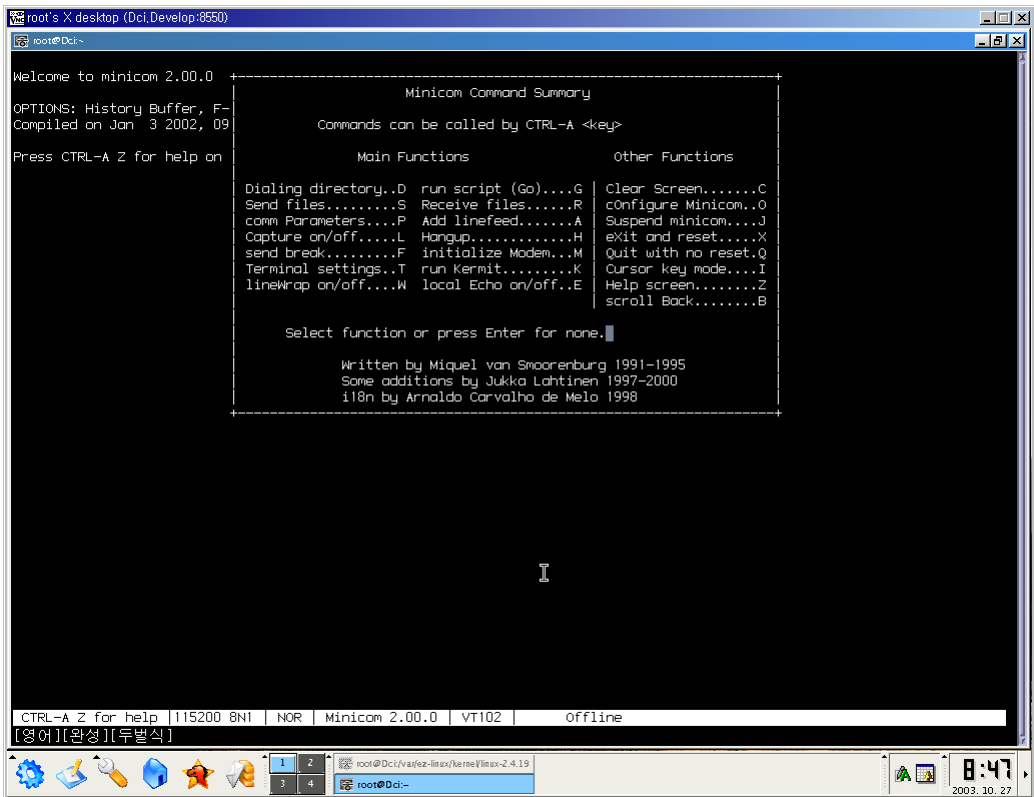 root's X desktop (Dci,Develop:8550)
root@Dci:~
Welcome to minicom 2.00.0
OPTIONS: History Buffer, F-
Compiled on Jan  3 2002, 09
Press CTRL-A Z for help on
Minicom Command Summary
Commands can be called by CTRL-A <key>
Main Functions Other Functions
Dialing directory..D run script (Go)....G | Clear Screen.......C
Send files.........S Receive files......R | cOnfigure Minicom..O
comm Parameters....P Add linefeed.......A | Suspend minicom....J
Capture on/off.....L Hangup.............H | eXit and reset.....X
send break.........F initialize Modem...M | Quit with no reset.Q
Terminal settings..T run Kermit.........K | Cursor key mode....I
lineWrap on/off....W local Echo on/off..E | Help screen........Z
| scroll Back........B
Select function or press Enter for none.
Written by Miquel van Smoorenburg 1991-1995
Some additions by Jukka Lahtinen 1997-2000
i18n by Arnaldo Carvalho de Melo 1998
CTRL-A Z for help |115200 8N1 | NOR | Minicom 2.00.0 | VT102 | Offline
[영어][완성][두벌식]
1 2
3 4
root@Dci:/var/ez-linux/kernel/linux-2.4.19
root@Dci:~
8:47
2003. 10. 27